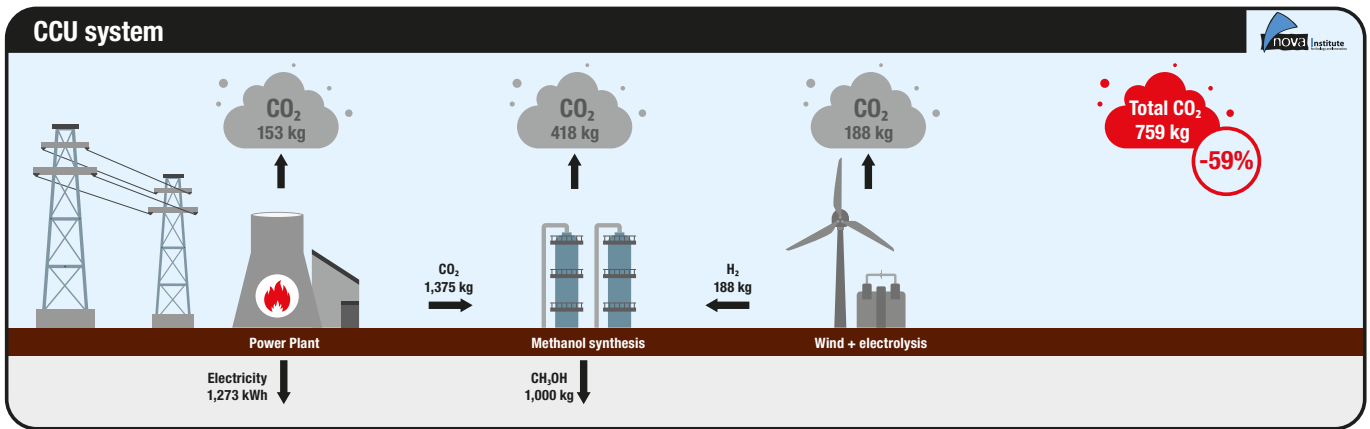 CCU system
nova Institute
CO₂
153 kg
CO₂
418 kg
CO₂
188 kg
Total CO₂
759 kg
-59%
CO₂
1,375 kg
H₂
188 kg
Power Plant
Methanol synthesis
Wind + electrolysis
Electricity
1,273 kWh
CH₃OH
1,000 kg